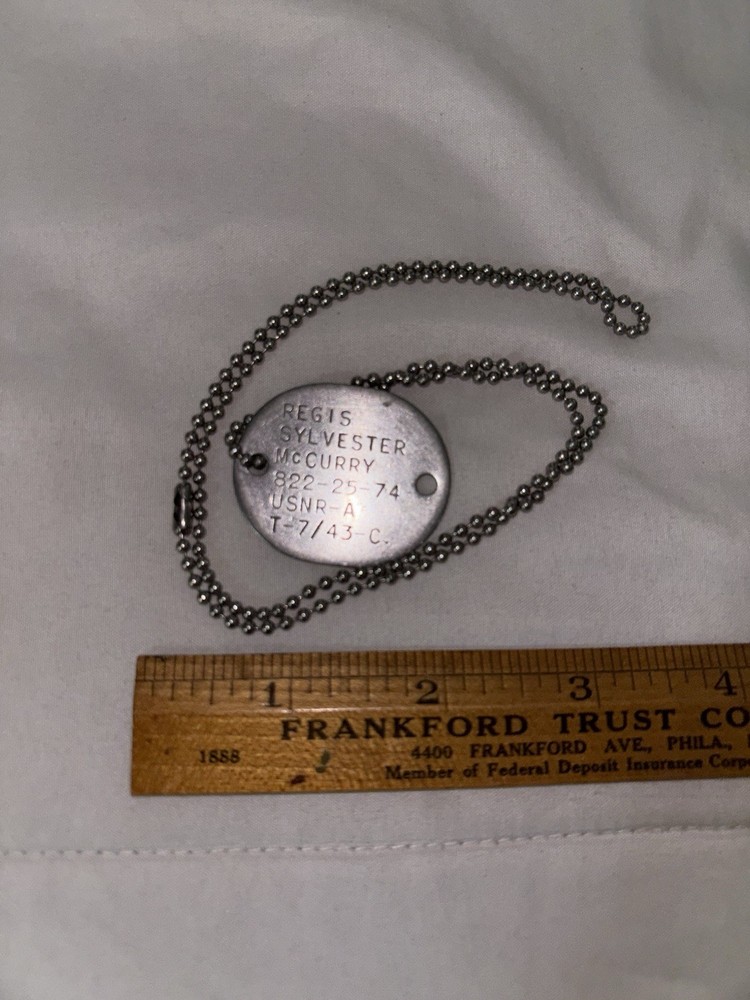 REGIS
SYLVESTER
McCURRY
822-25-74
USNR-A
T-7/43-C.
1 2 3 4
FRANKFORD TRUST CO
1888 4400 FRANKFORD AVE., PHILA.,
Member of Federal Deposit Insurance Corp